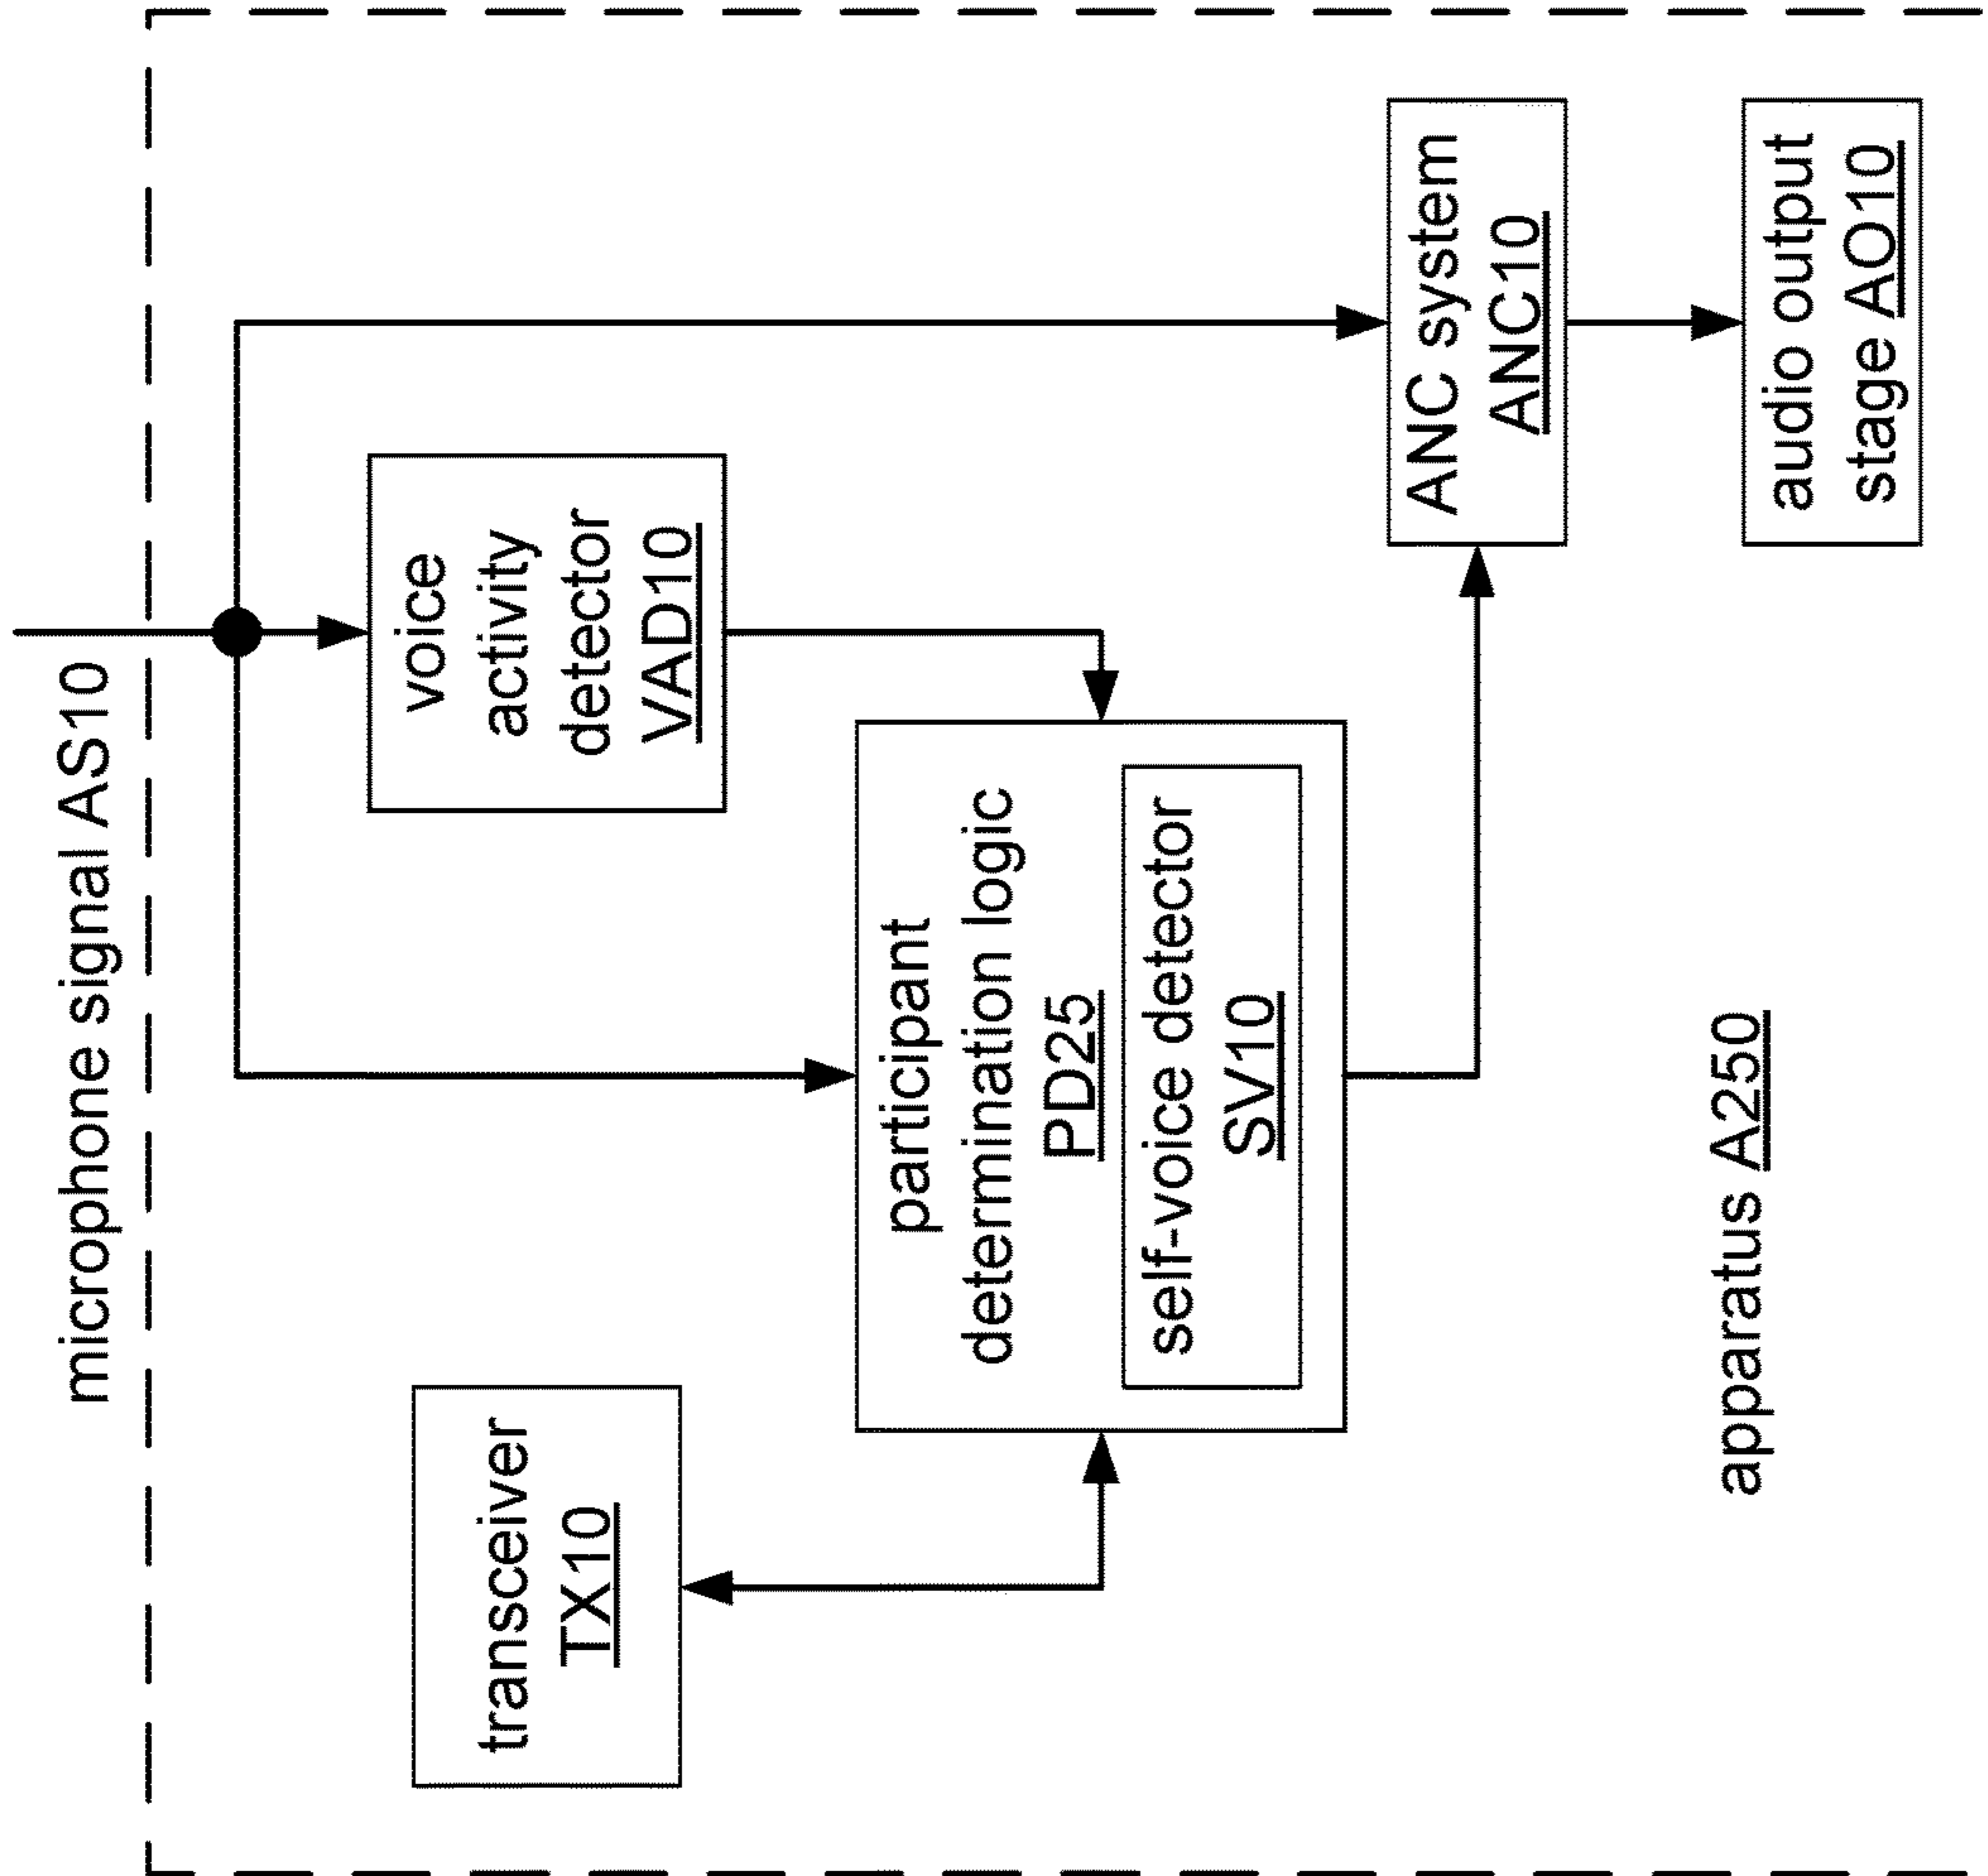 microphone signal AS10
transceiver
TX10
voice
activity
detector
VAD10
participant
determination logic
PD25
self-voice detector
SV10
ANC system
ANC10
audio output
stage AO10
apparatus A250